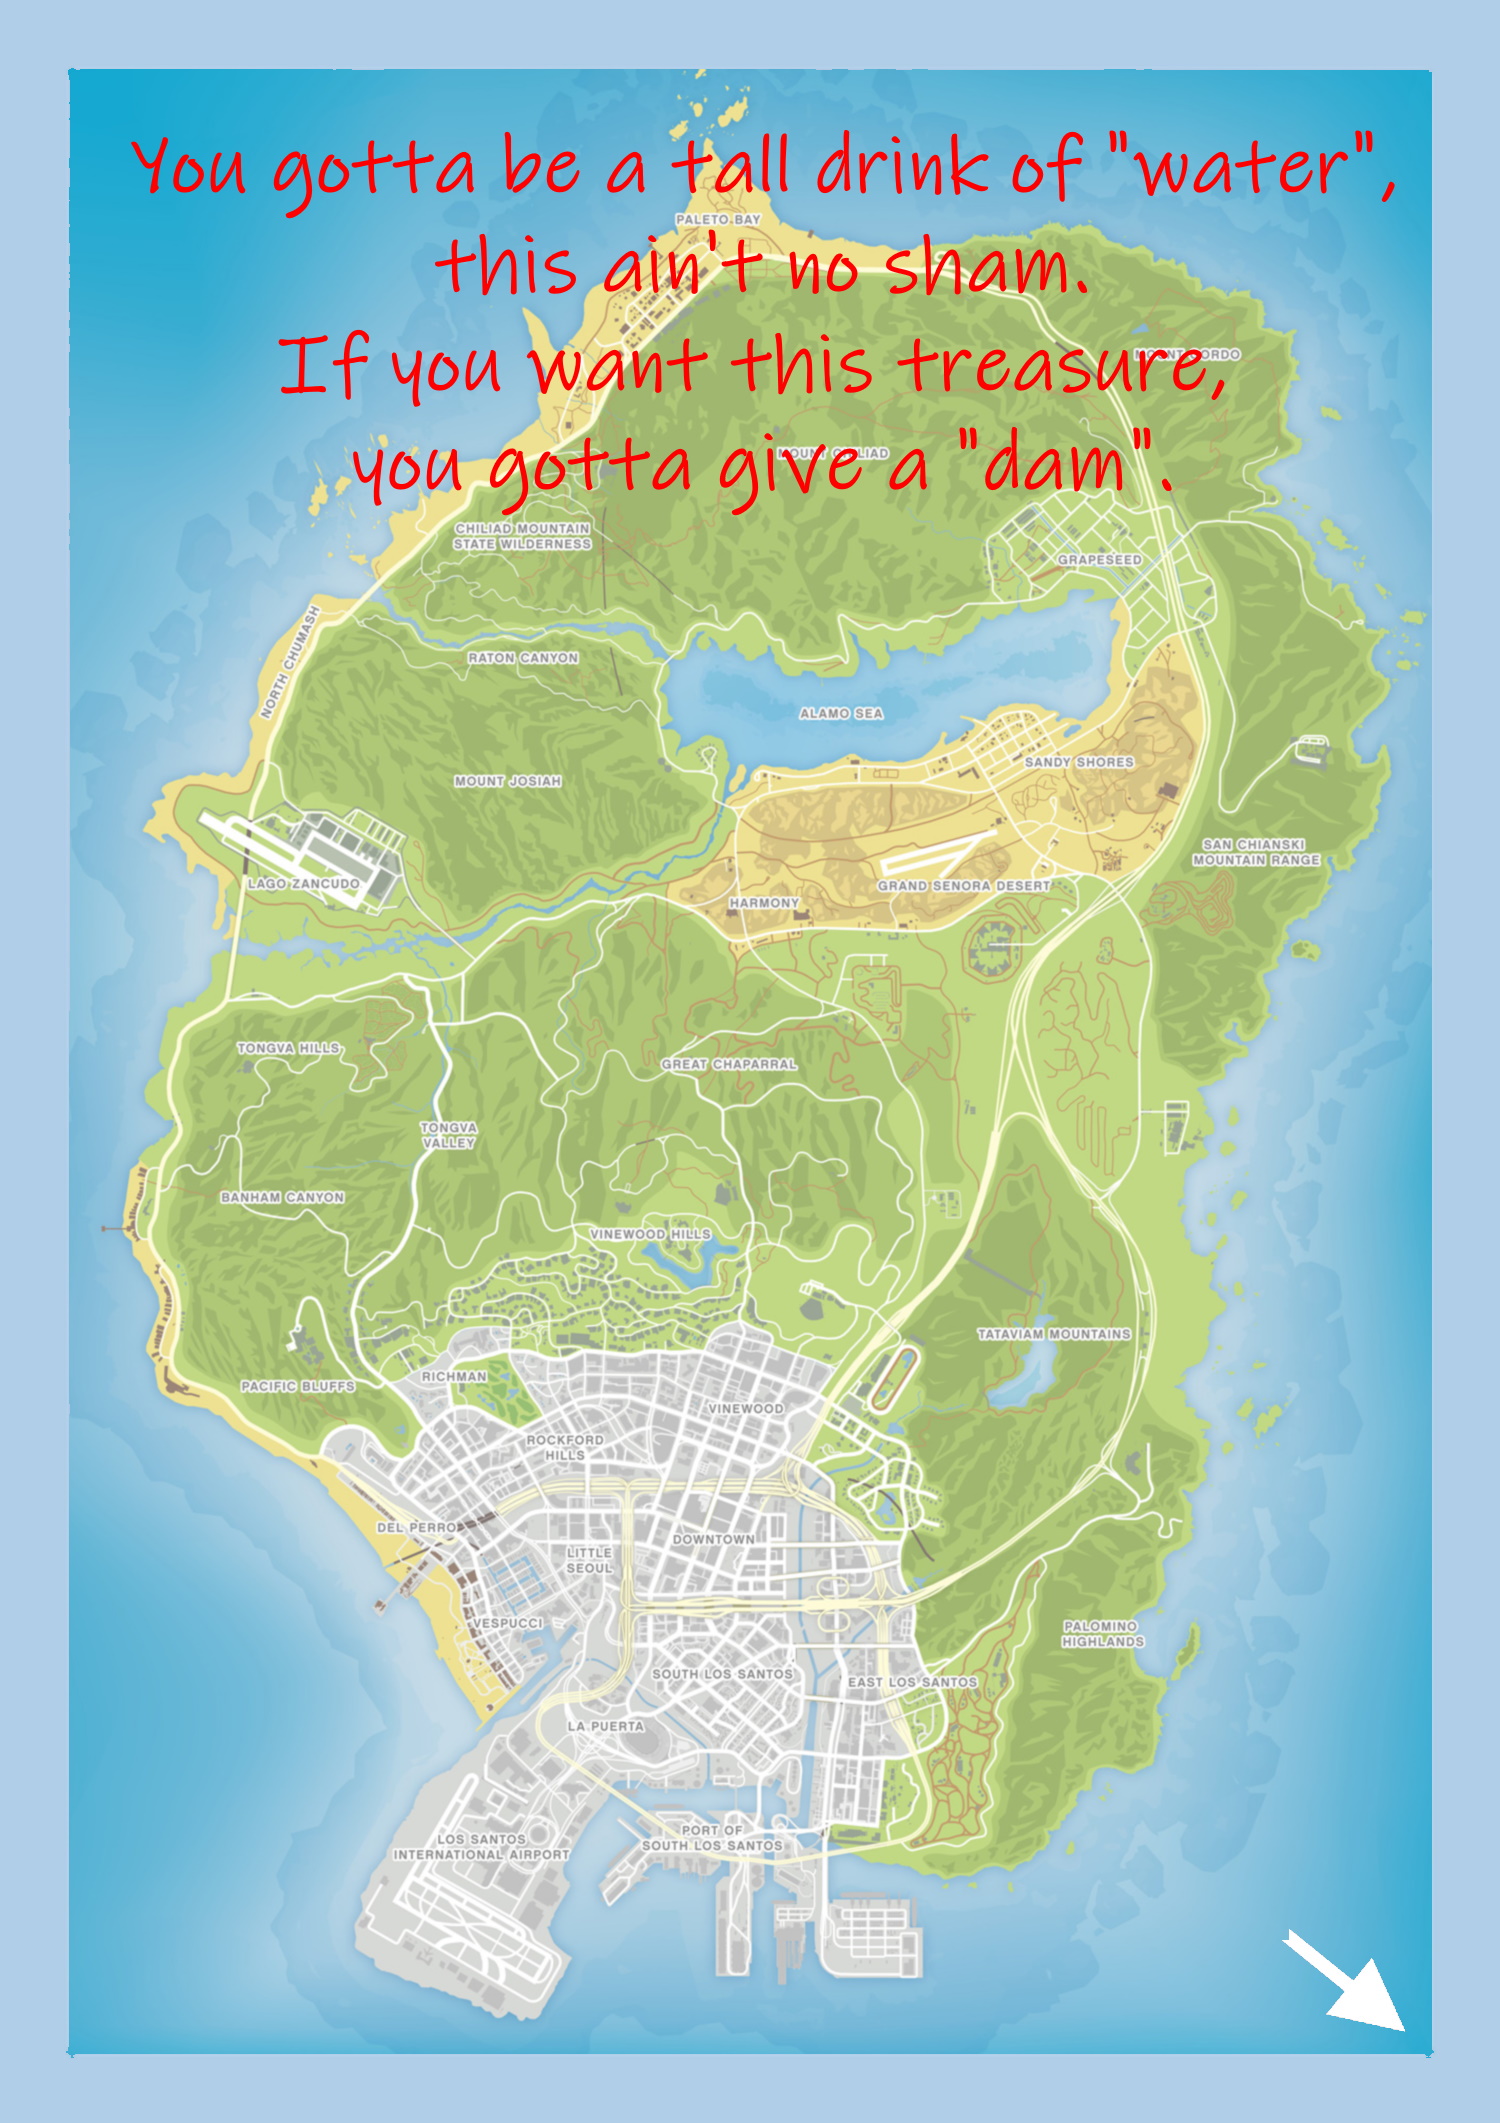 You gotta be a tall drink of "water",
this ain't no sham.
If you want this treasure,
you gotta give a "dam".
PALETO BAY
MOUNT GORDO
MOUNT CHILIAD
CHILIAD MOUNTAIN
STATE WILDERNESS
GRAPESEED
NORTH CHUMASH
RATON CANYON
ALAMO SEA
SANDY SHORES
MOUNT JOSIAH
SAN CHIANSKI
MOUNTAIN RANGE
LAGO ZANCUDO
GRAND SENORA DESERT
HARMONY
TONGVA HILLS
GREAT CHAPARRAL
TONGVA
VALLEY
BANHAM CANYON
VINEWOOD HILLS
TATAVIAM MOUNTAINS
PACIFIC BLUFFS
RICHMAN
VINEWOOD
ROCKFORD
HILLS
DEL PERRO
LITTLE
SEOUL
DOWNTOWN
VESPUCCI
PALOMINO
HIGHLANDS
SOUTH LOS SANTOS
EAST LOS SANTOS
LA PUERTA
LOS SANTOS
INTERNATIONAL AIRPORT
PORT OF
SOUTH LOS SANTOS